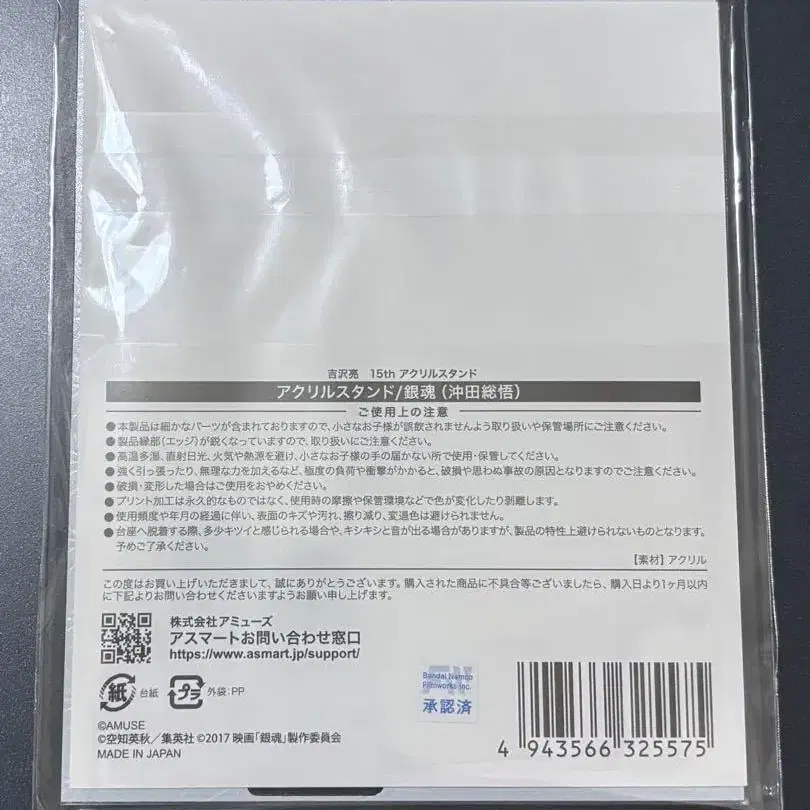 吉沢亮　15th アクリルスタンド
アクリルスタンド/銀魂（沖田総悟）
ご使用上の注意
●本製品は細かなパーツが含まれておりますので、小さなお子様が誤飲されませんよう取り扱いや保管場所にご注意ください。
●製品縁部（エッジ）が鋭くなっていますので、取り扱いにご注意ください。
●高温多湿、直射日光、火気や熱源を避け、小さなお子様の手の届かない所で使用・保管してください。
●強く引っ張ったり、無理な力を加えるなど、極度の負荷や衝撃がかかると、破損や思わぬ事故の原因となりますのでご注意ください。
●破損・変形した場合はご使用をおやめください。
●プリント加工は永久的なものではなく、使用時の摩擦や保管環境などで色が変化したり剥離します。
●使用頻度や年月の経過に伴い、表面のキズや汚れ、擦り減り、変退色は避けられません。
●台座へ脱着する際、多少キツイと感じられる場合や、キシキシと音が出る場合がありますが、製品の特性上避けられないものとなります。
予めご了承ください。
【素材】アクリル
この度はお買い上げいただきまして、誠にありがとうございます。購入された商品に不具合等ございましたら、購入日より1ヶ月以内
に下記よりお問い合わせくださいますようお願い申し上げます。
株式会社アミューズ
アスマートお問い合わせ窓口
https://www.asmart.jp/support/
紙 台紙 プラ 外袋：PP
Bandai Namco
Filmworks Inc.
承認済
©AMUSE
©空知英秋／集英社 ©2017 映画「銀魂」製作委員会
MADE IN JAPAN
4 943566 325575